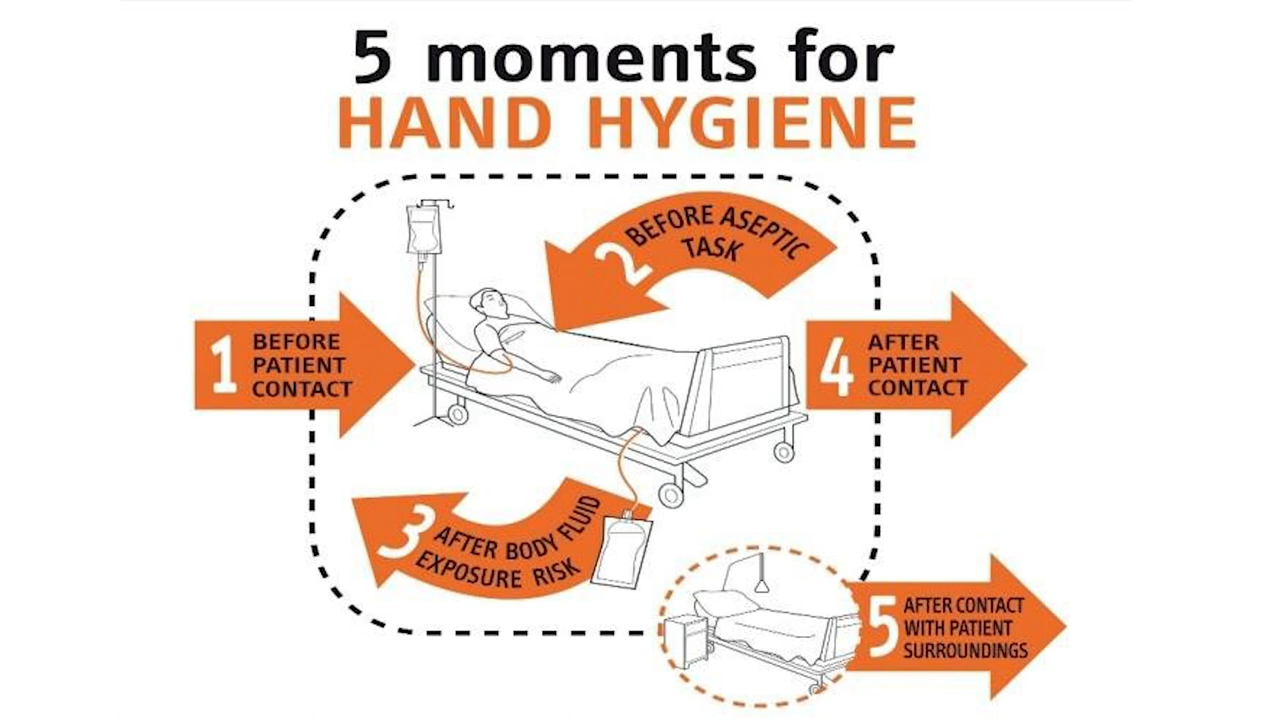 5 moments for
HAND HYGIENE
1
BEFORE
PATIENT
CONTACT
2
BEFORE ASEPTIC
TASK
3
AFTER BODY FLUID
EXPOSURE RISK
4
AFTER
PATIENT
CONTACT
5
AFTER CONTACT
WITH PATIENT
SURROUNDINGS